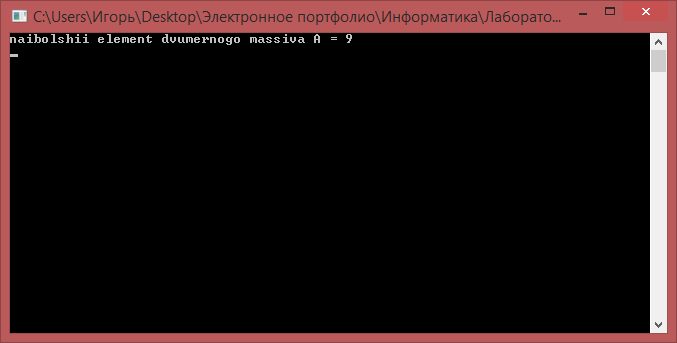 C:\Users\Игорь\Desktop\Электронное портфолио\Информатика\Лаборато...
naibolshii element dvumernogo massiva A = 9